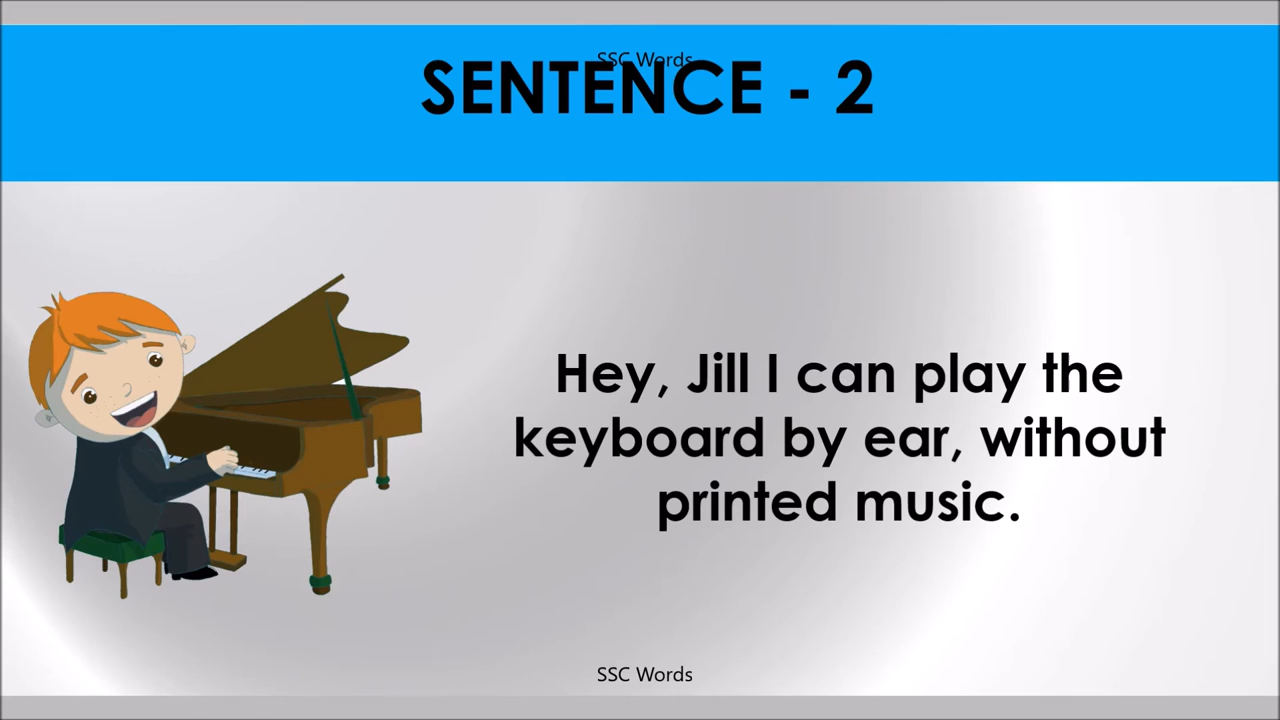 SSC Words
SENTENCE - 2
Hey, Jill I can play the
keyboard by ear, without
printed music.
SSC Words